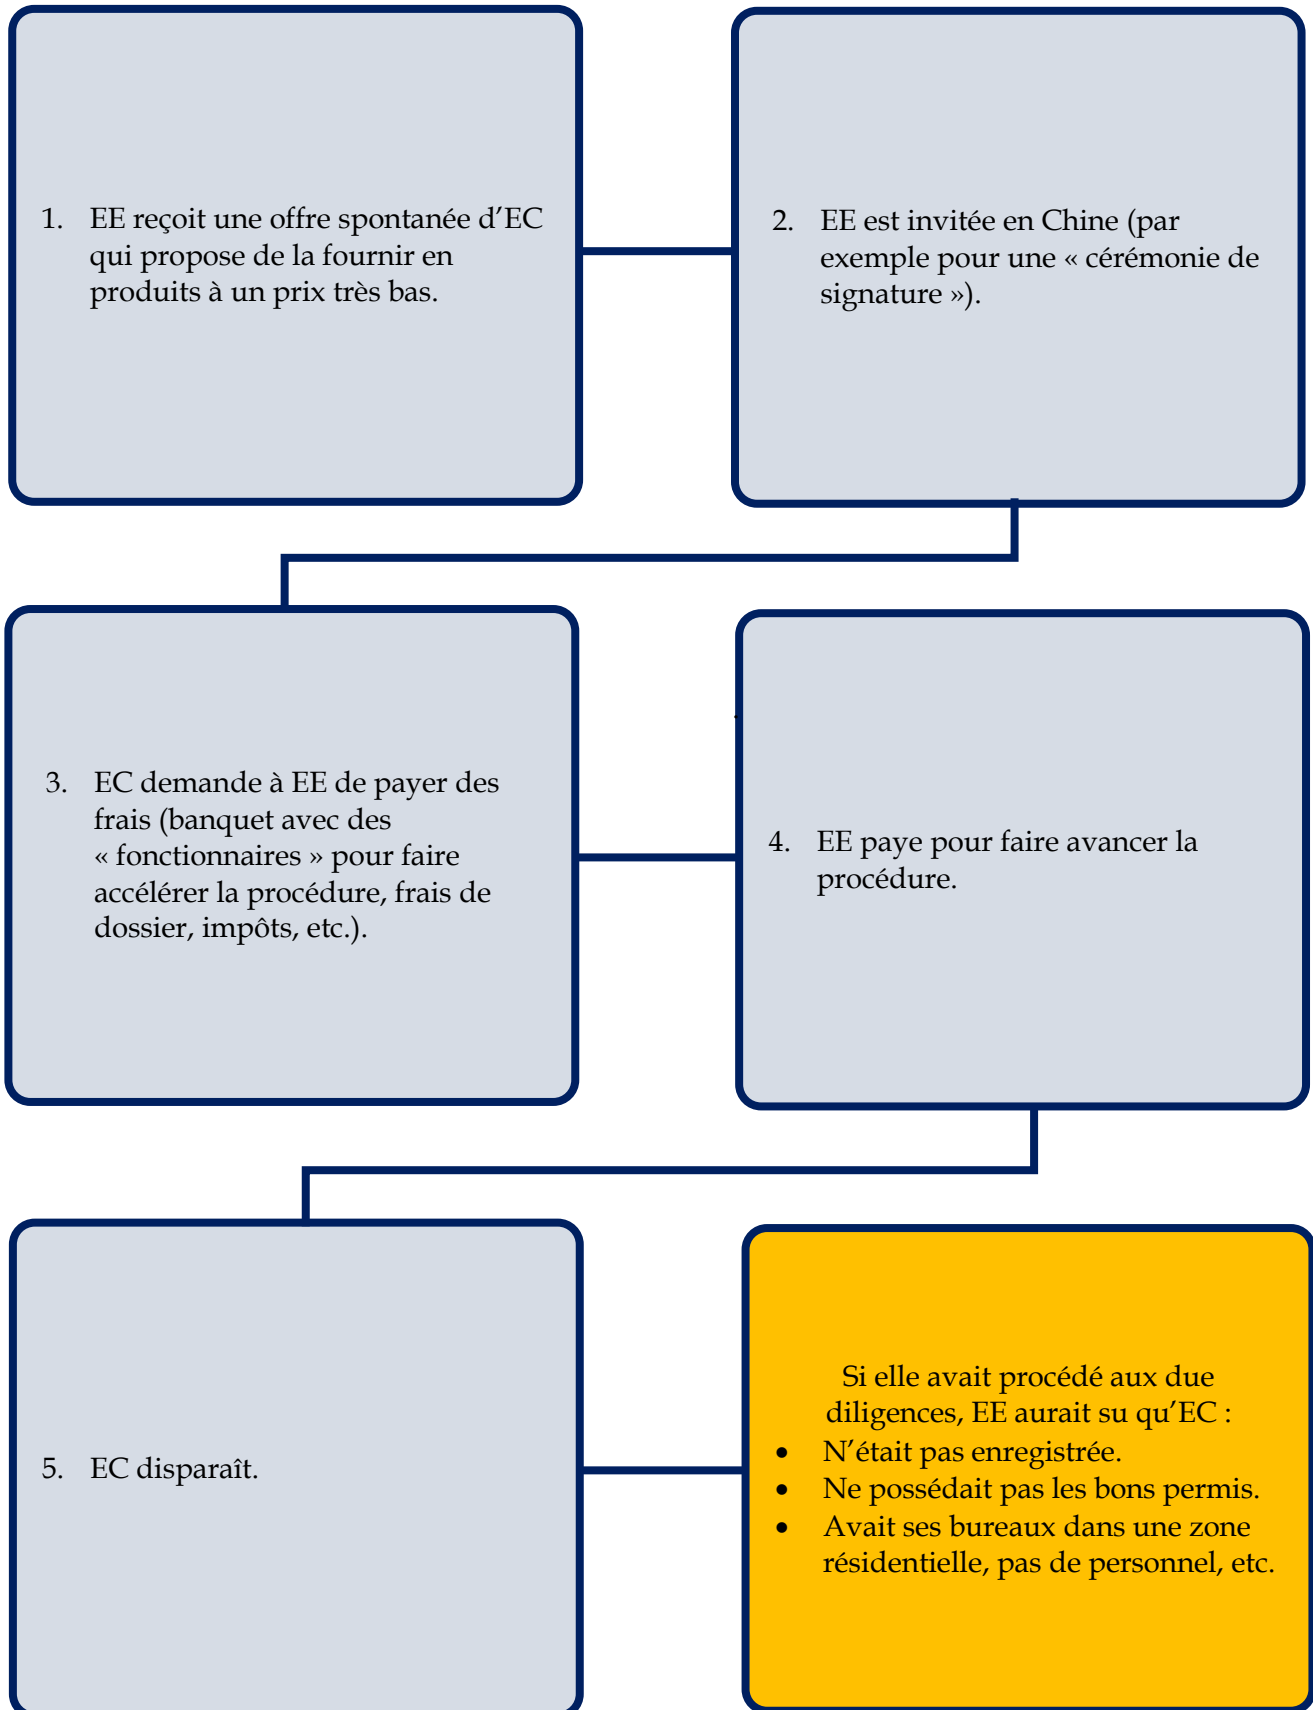 1. EE reçoit une offre spontanée d’EC
qui propose de la fournir en
produits à un prix très bas.
2. EE est invitée en Chine (par
exemple pour une « cérémonie de
signature »).
3. EC demande à EE de payer des
frais (banquet avec des
« fonctionnaires » pour faire
accélérer la procédure, frais de
dossier, impôts, etc.).
4. EE paye pour faire avancer la
procédure.
5. EC disparaît.
Si elle avait procédé aux due
diligences, EE aurait su qu’EC :
• N’était pas enregistrée.
• Ne possédait pas les bons permis.
• Avait ses bureaux dans une zone
résidentielle, pas de personnel, etc.